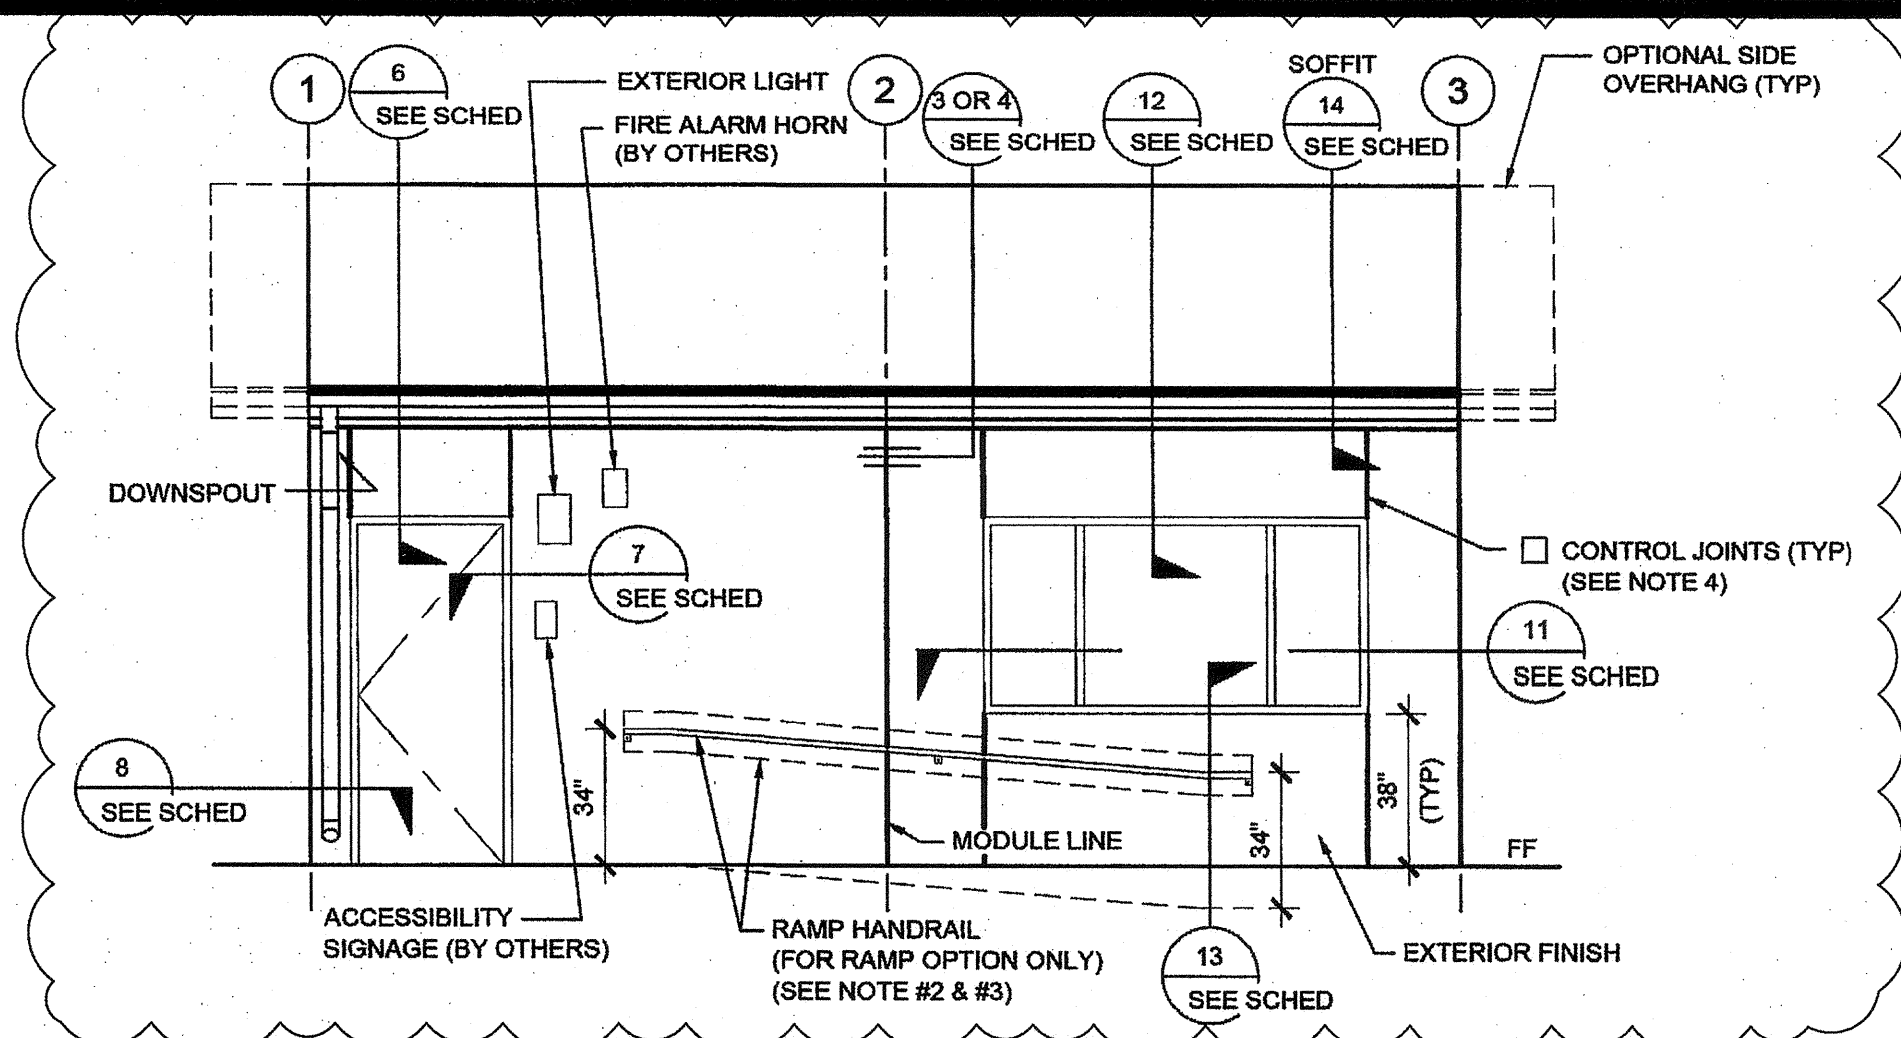 OPTIONAL SIDE
OVERHANG (TYP)
SOFFIT
1
6
SEE SCHED
EXTERIOR LIGHT
2
3 OR 4
SEE SCHED
12
SEE SCHED
14
SEE SCHED
3
FIRE ALARM HORN
(BY OTHERS)
DOWNSPOUT
7
SEE SCHED
CONTROL JOINTS (TYP)
(SEE NOTE 4)
11
SEE SCHED
8
SEE SCHED
34"
MODULE LINE
34"
38"
(TYP)
FF
ACCESSIBILITY
SIGNAGE (BY OTHERS)
RAMP HANDRAIL
(FOR RAMP OPTION ONLY)
(SEE NOTE #2 & #3)
13
SEE SCHED
EXTERIOR FINISH